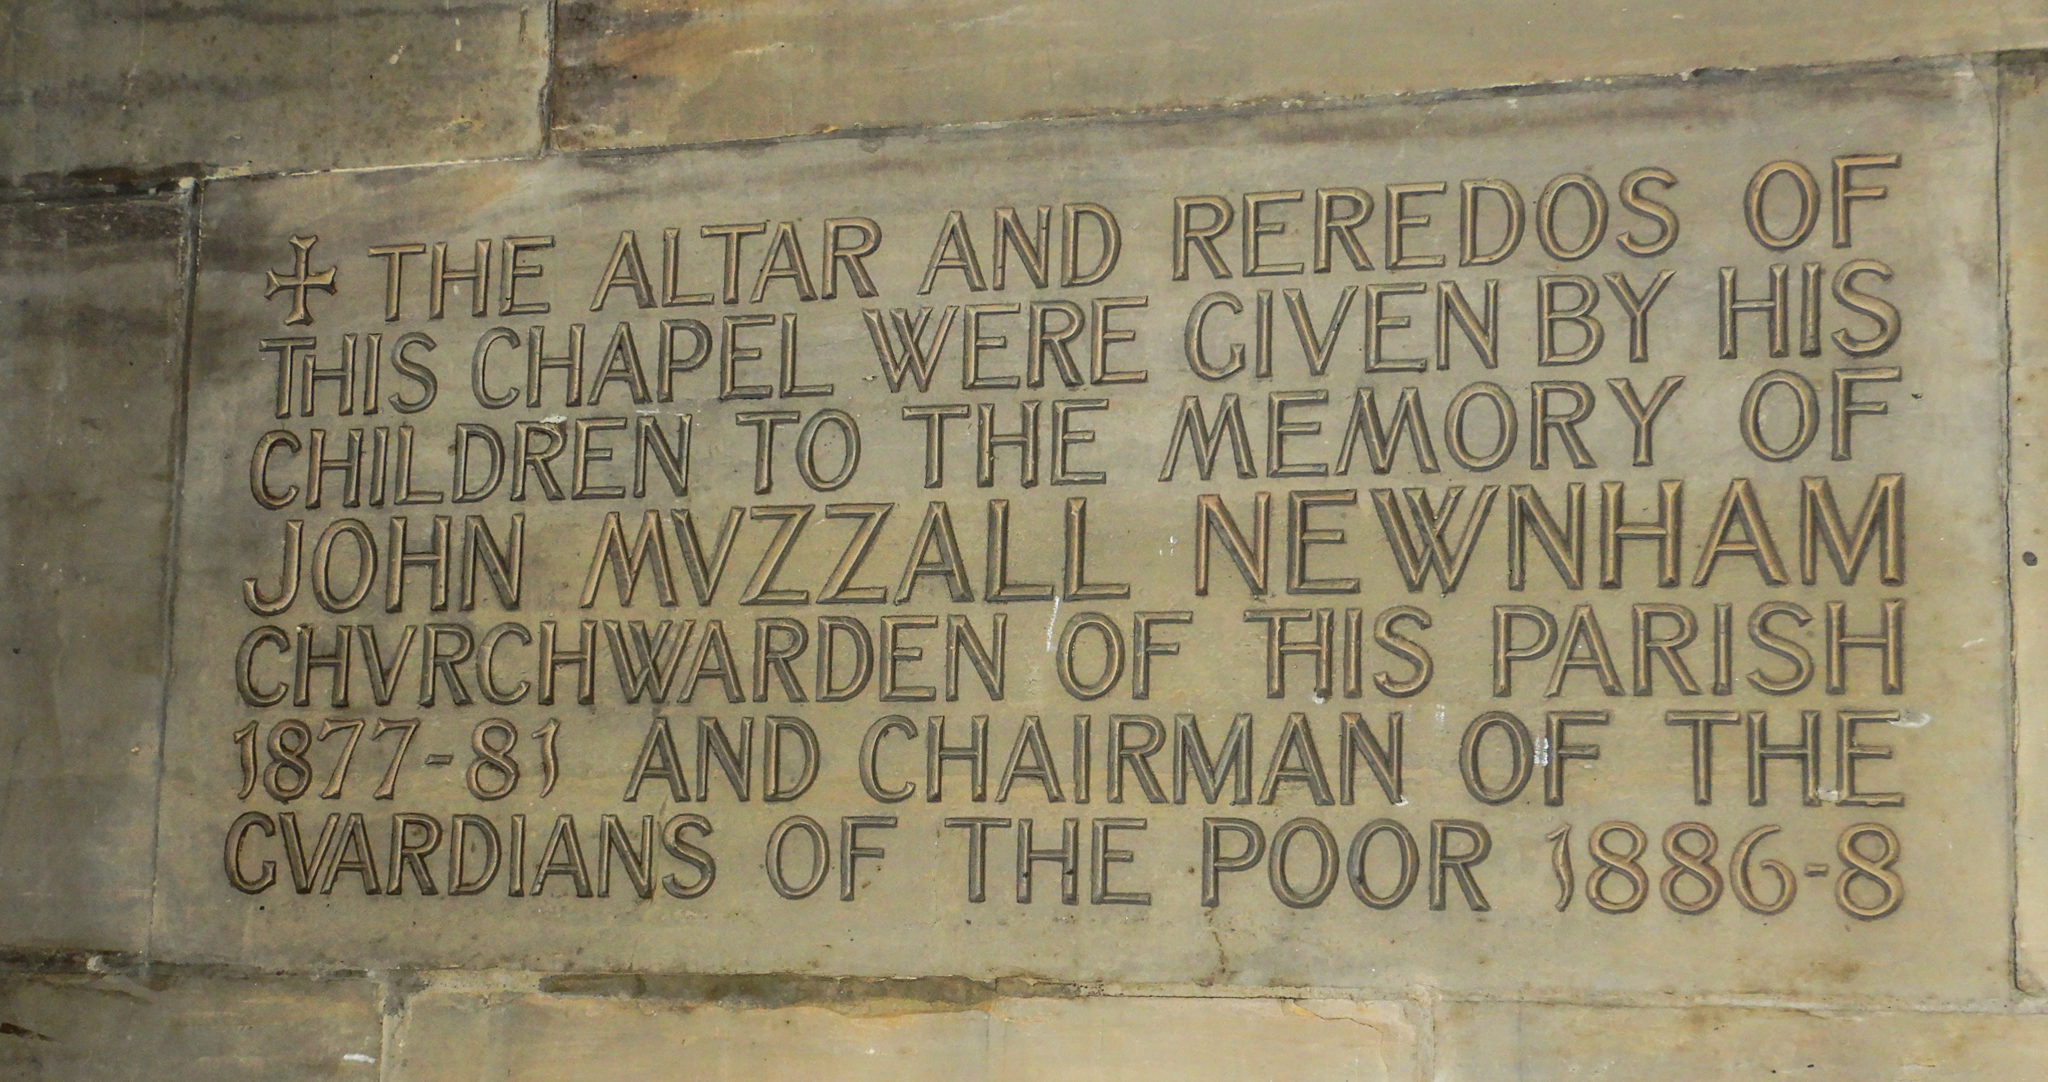 ✠ THE ALTAR AND REREDOS OF
THIS CHAPEL WERE GIVEN BY HIS
CHILDREN TO THE MEMORY OF
JOHN MVZZALL NEWNHAM
CHVRCHWARDEN OF THIS PARISH
1877-81 AND CHAIRMAN OF THE
GVARDIANS OF THE POOR 1886-8